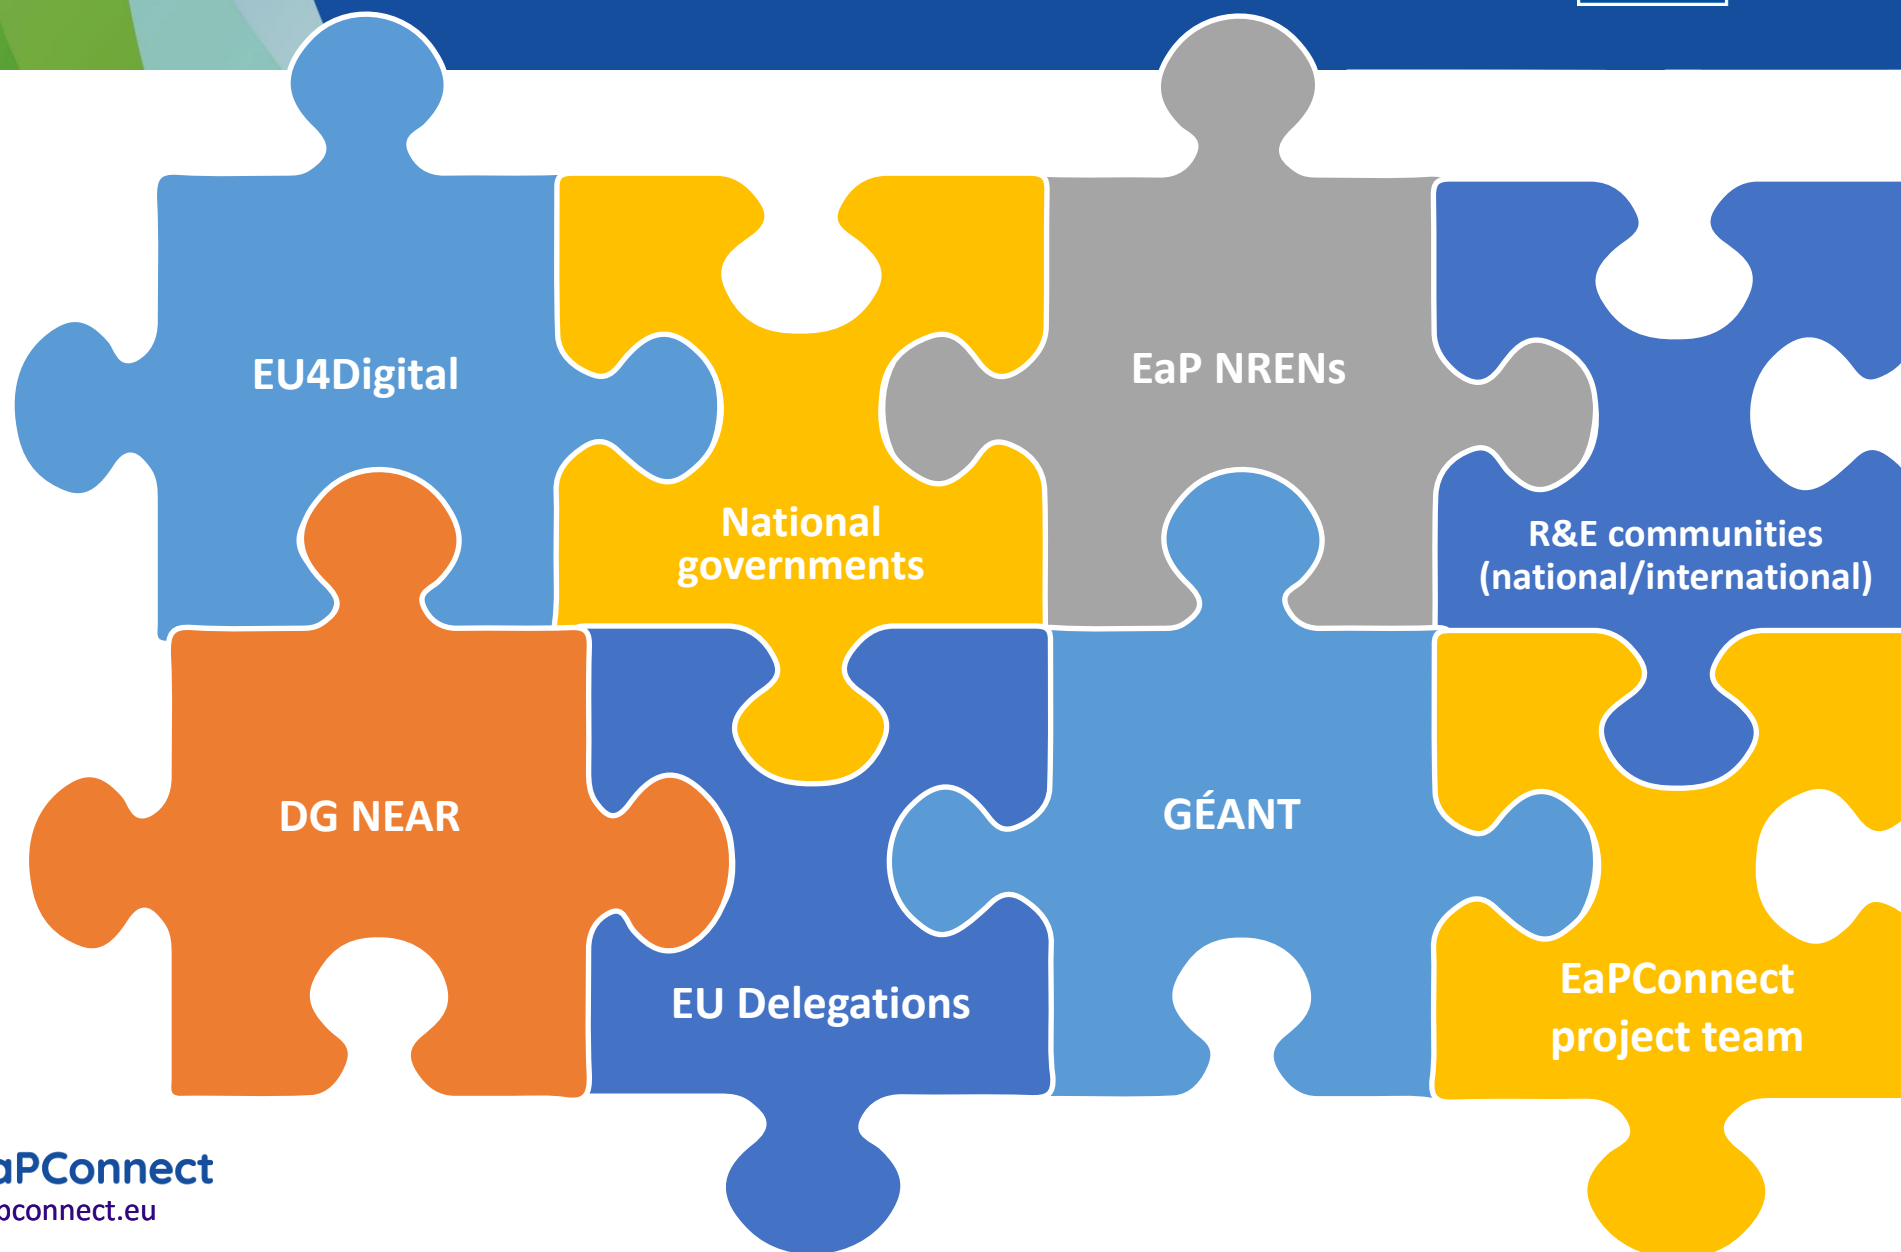 EU4Digital
National
governments
EaP NRENs
R&E communities
(national/international)
DG NEAR
EU Delegations
GÉANT
EaPConnect
project team
aPConnect
pconnect.eu